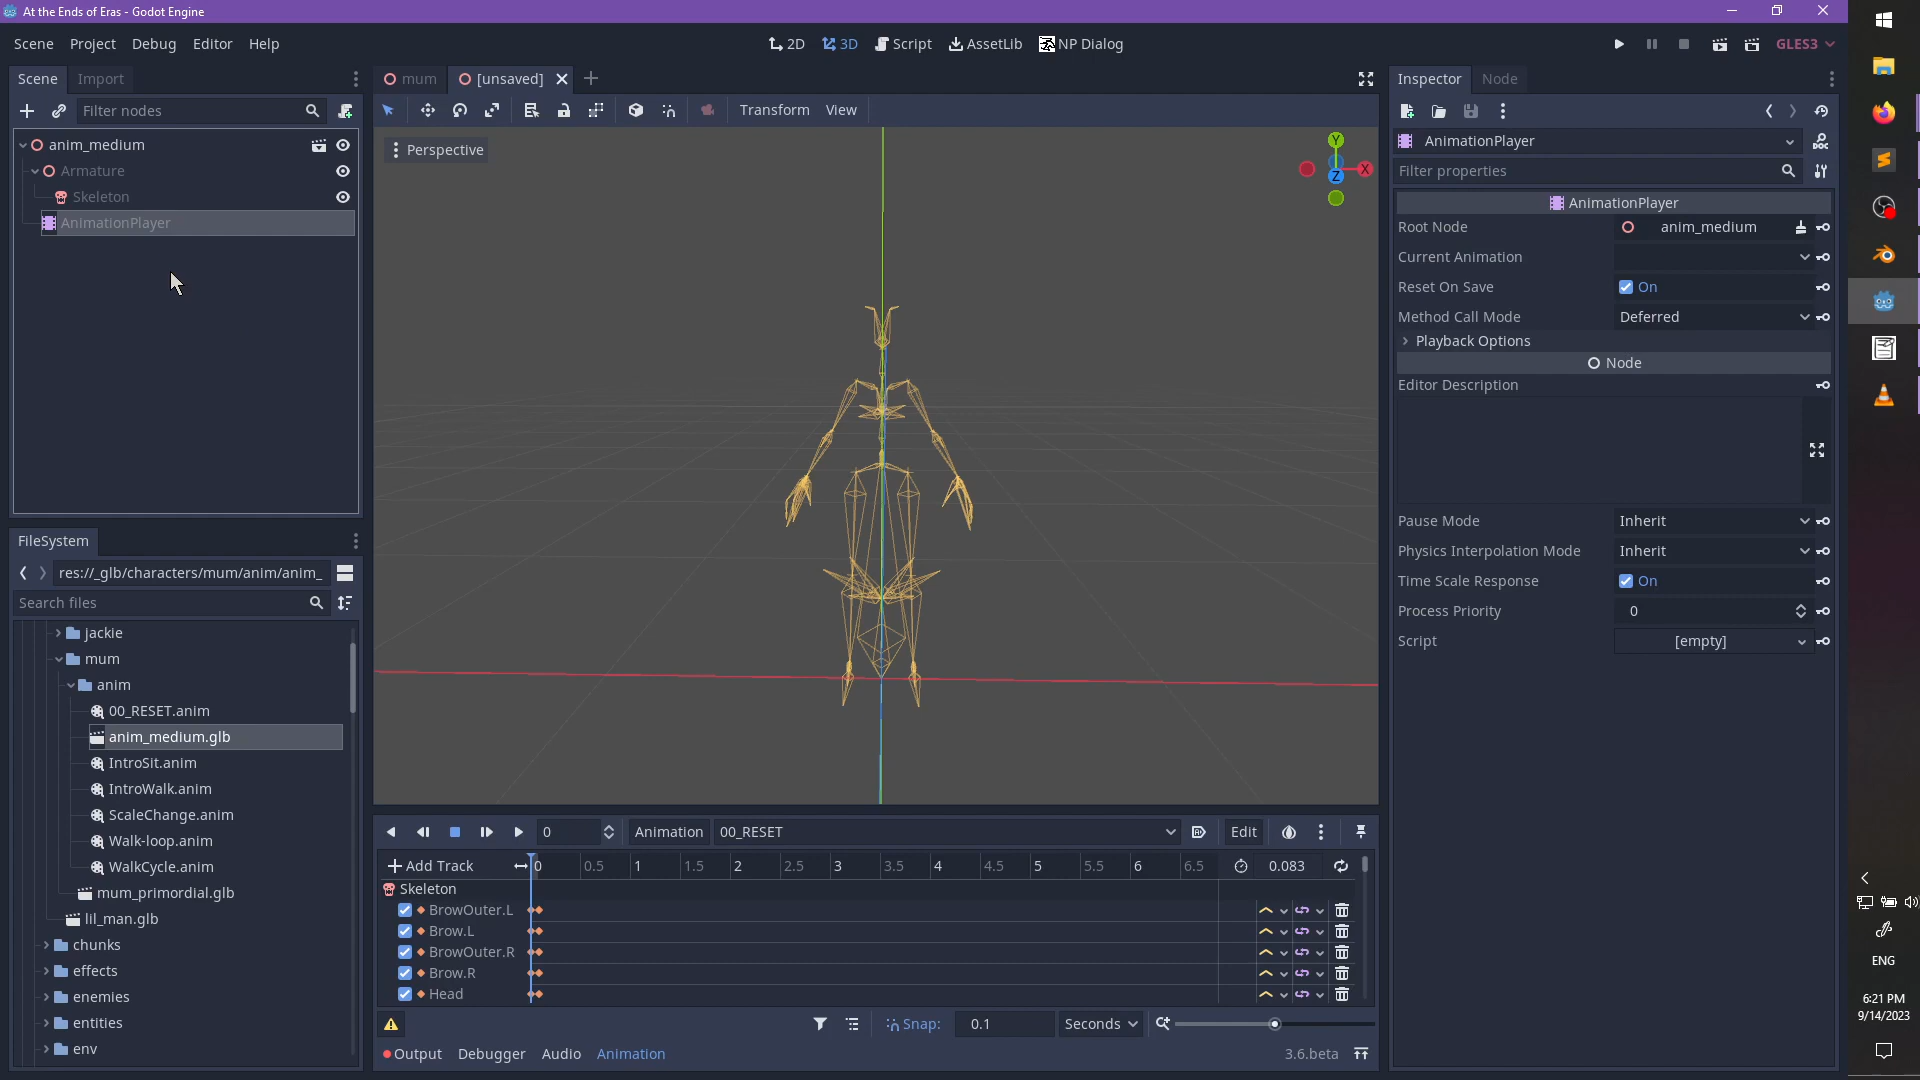 At the Ends of Eras - Godot Engine
Scene Project Debug Editor Help
2D 3D Script AssetLib NP Dialog
GLES3
Scene Import
Filter nodes
anim_medium
Armature
Skeleton
AnimationPlayer
FileSystem
res://_glb/characters/mum/anim/anim_
Search files
jackie
mum
anim
00_RESET.anim
anim_medium.glb
IntroSit.anim
IntroWalk.anim
ScaleChange.anim
Walk-loop.anim
WalkCycle.anim
mum_primordial.glb
lil_man.glb
chunks
effects
enemies
entities
env
mum [unsaved]
Transform View
Perspective
Y
X
Z
0 Animation 00_RESET Edit
Add Track 0 0.5 1 1.5 2 2.5 3 3.5 4 4.5 5 5.5 6 6.5 0.083
Skeleton
BrowOuter.L
Brow.L
BrowOuter.R
Brow.R
Head
Snap: 0.1 Seconds
Output Debugger Audio Animation 3.6.beta
Inspector Node
AnimationPlayer
DOC
Filter properties
AnimationPlayer
Root Node anim_medium
Current Animation
Reset On Save On
Method Call Mode Deferred
Playback Options
Node
Editor Description
Pause Mode Inherit
Physics Interpolation Mode Inherit
Time Scale Response On
Process Priority 0
Script [empty]
ENG
6:21 PM
9/14/2023